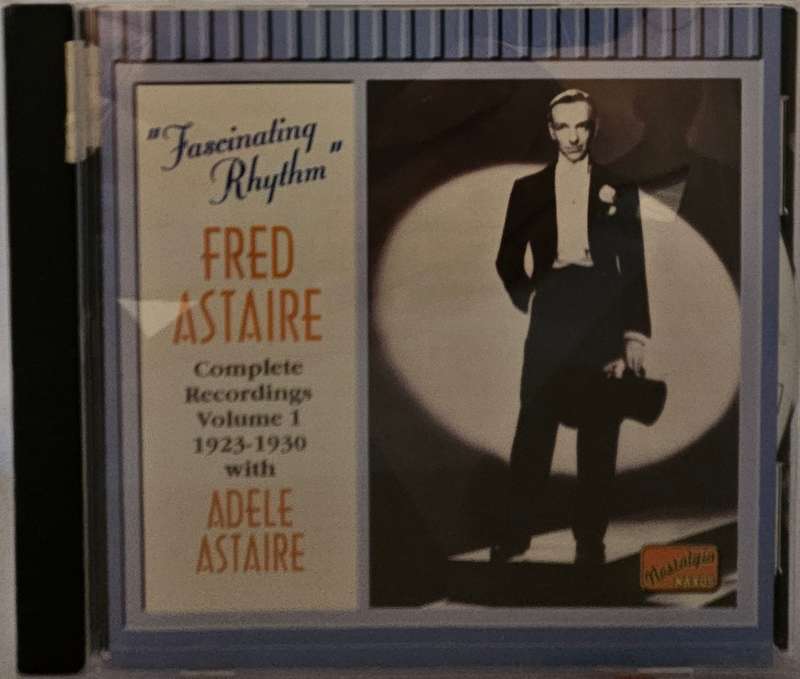 "Fascinating
Rhythm"
FRED
ASTAIRE
Complete
Recordings
Volume 1
1923-1930
with
ADELE
ASTAIRE
Nostalgia
NAXOS